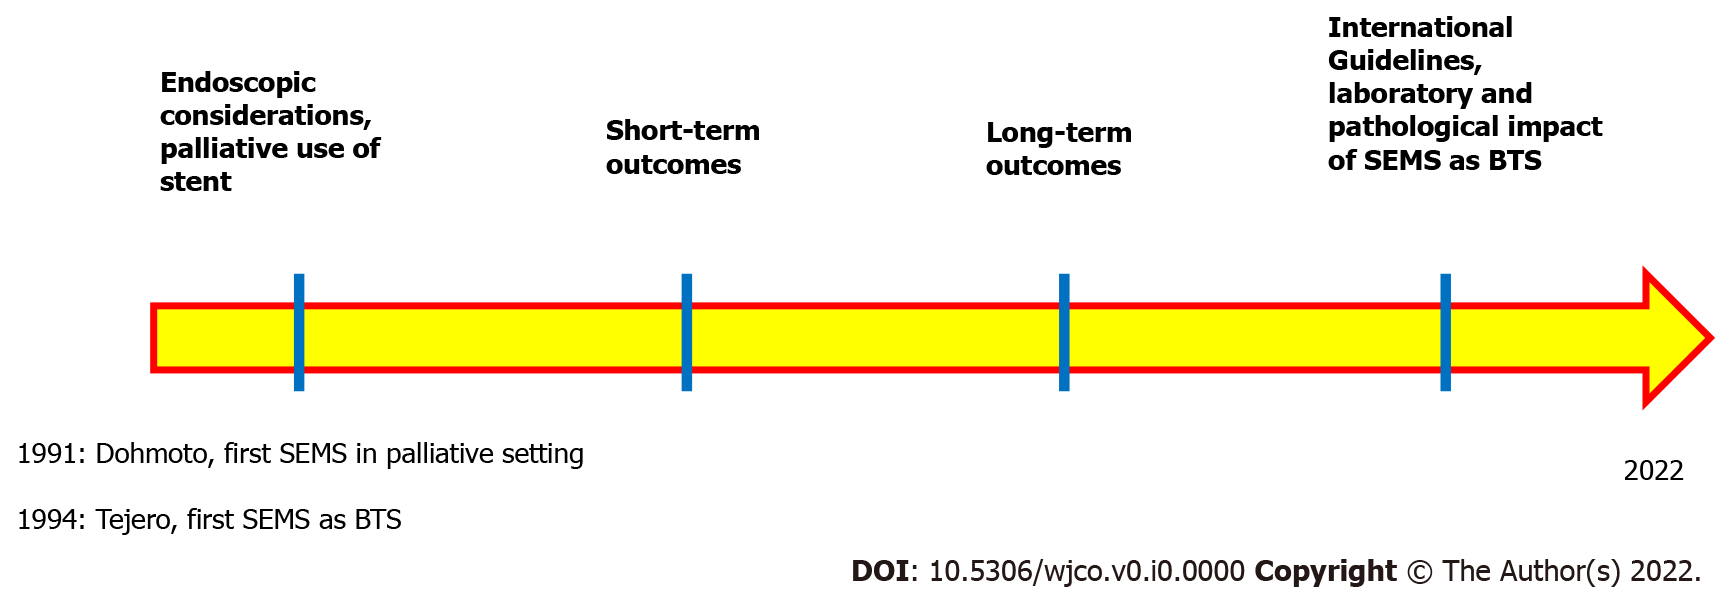 Endoscopic
considerations,
palliative use of
stent
Short-term
outcomes
Long-term
outcomes
International
Guidelines,
laboratory and
pathological impact
of SEMS as BTS
1991: Dohmoto, first SEMS in palliative setting
1994: Tejero, first SEMS as BTS
2022
DOI: 10.5306/wjco.v0.i0.0000 Copyright © The Author(s) 2022.